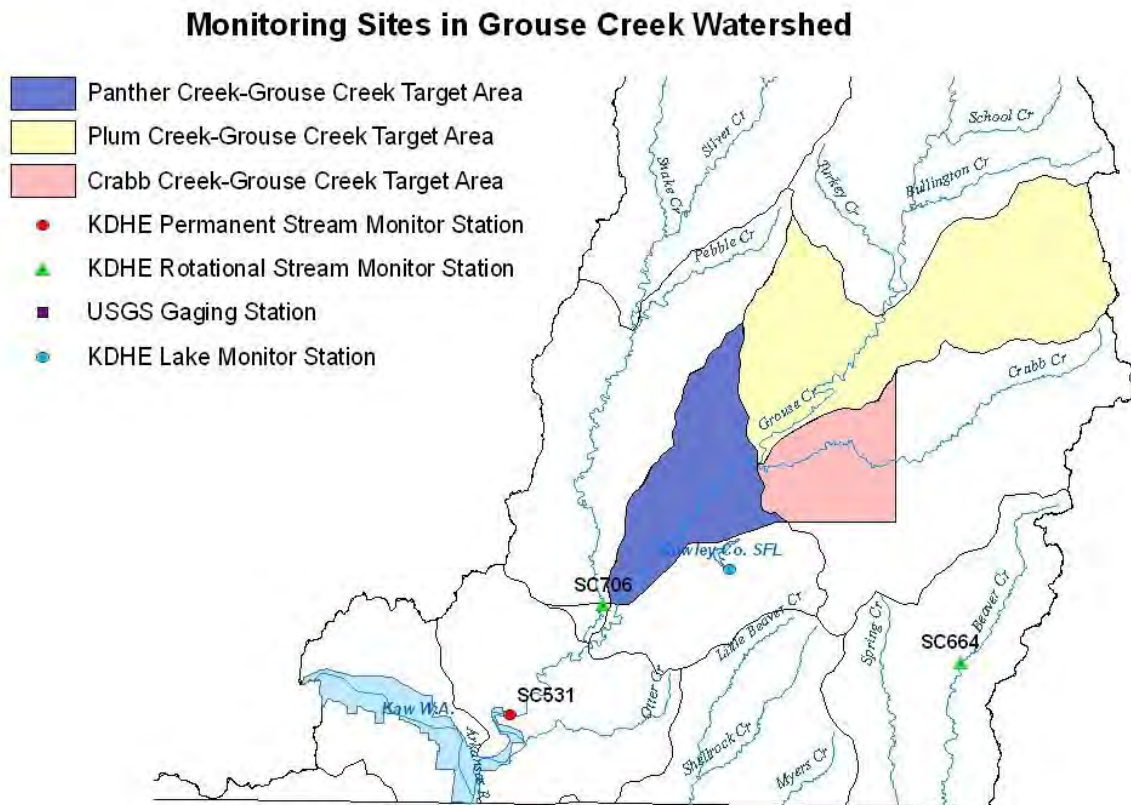 Monitoring Sites in Grouse Creek Watershed
Panther Creek-Grouse Creek Target Area
Plum Creek-Grouse Creek Target Area
Crabb Creek-Grouse Creek Target Area
KDHE Permanent Stream Monitor Station
KDHE Rotational Stream Monitor Station
USGS Gaging Station
KDHE Lake Monitor Station
School Cr
Silver Cr
Snake Cr
Turkey Cr
Bullington Cr
Pebble Cr
Crabb Cr
Grouse Cr
Cowley Co. SFL
SC706
Beaver Cr
Little Beaver Cr
Spring Cr
SC664
Otter Cr
SC531
Kaw W.A.
Arkansas R.
Shellrock Cr
Myers Cr